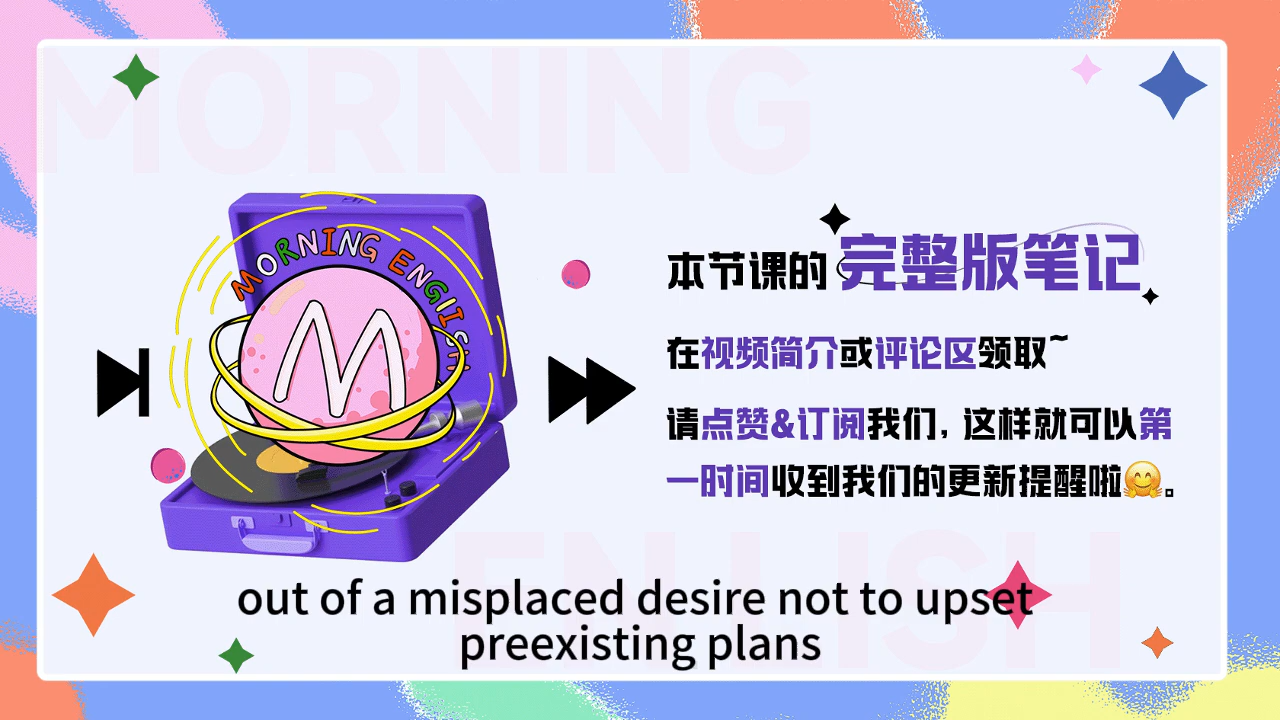 MORNING
MORNING ENGlISH
M
本节课的 完整版笔记
在视频简介或评论区领取~
请点赞&订阅我们, 这样就可以第
一时间收到我们的更新提醒啦🤗。
out of a misplaced desire not to upset
preexisting plans